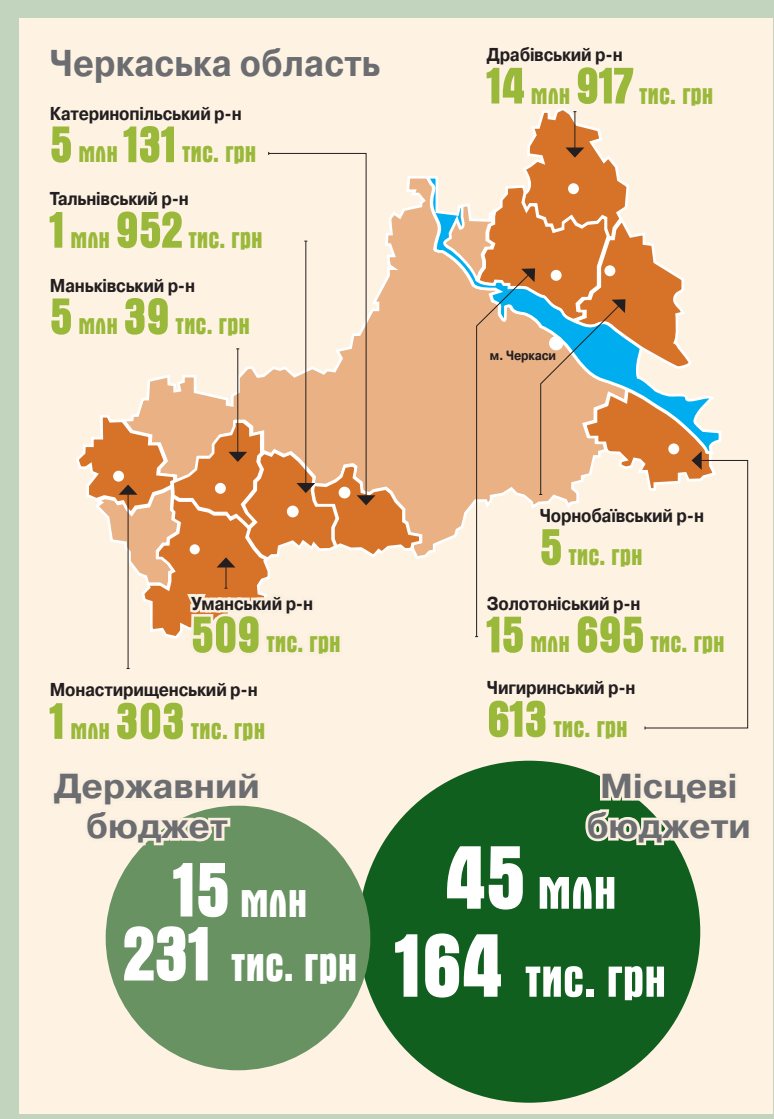 Черкаська область
Катеринопільський р-н
5 млн 131 тис. грн
Тальнівський р-н
1 млн 952 тис. грн
Маньківський р-н
5 млн 39 тис. грн
Драбівський р-н
14 млн 917 тис. грн
м. Черкаси
Чорнобаївський р-н
5 тис. грн
Уманський р-н
509 тис. грн
Золотоніський р-н
15 млн 695 тис. грн
Монастирищенський р-н
1 млн 303 тис. грн
Чигиринський р-н
613 тис. грн
Державний
бюджет
15 млн
231 тис. грн
Місцеві
бюджети
45 млн
164 тис. грн